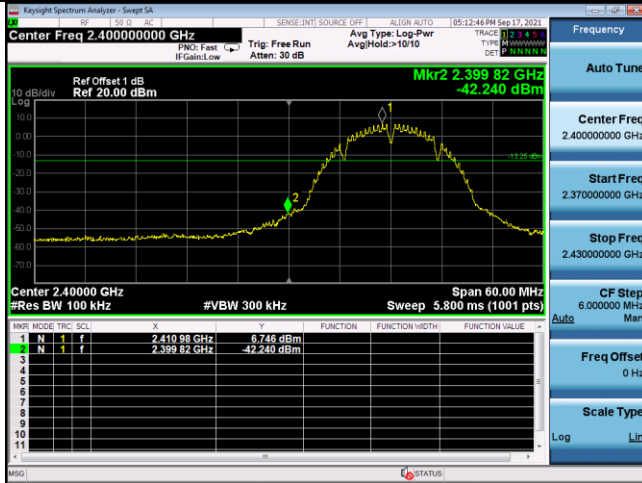 Keysight Spectrum Analyzer - Swept SA
RF 50 Ω AC SENSE:INT SOURCE OFF ALIGN AUTO 05:12:46 PM Sep 17, 2021
Center Freq 2.400000000 GHz
PNO: Fast
IFGain:Low
Trig: Free Run
Atten: 30 dB
Avg Type: Log-Pwr
Avg|Hold:>10/10
TRACE 1 2 3 4 5 6
TYPE M W W W W W
DET P N N N N N
Ref Offset 1 dB
10 dB/div Ref 20.00 dBm
Log
Mkr2 2.399 82 GHz
-42.240 dBm
10.0
0.00
-10.0
-20.0
-30.0
-40.0
-50.0
-60.0
-70.0
1
2
-13.25 dBm
Center 2.40000 GHz
#Res BW 100 kHz
#VBW 300 kHz
Span 60.00 MHz
Sweep 5.800 ms (1001 pts)
MKR MODE TRC SCL X Y FUNCTION FUNCTION WIDTH FUNCTION VALUE
1 N 1 f 2.410 98 GHz 6.746 dBm
2 N 1 f 2.399 82 GHz -42.240 dBm
3
4
5
6
7
8
9
10
11
MSG
STATUS
Frequency
Auto Tune
Center Freq
2.400000000 GHz
Start Freq
2.370000000 GHz
Stop Freq
2.430000000 GHz
CF Step
6.000000 MHz
Auto Man
Freq Offset
0 Hz
Scale Type
Log Lin